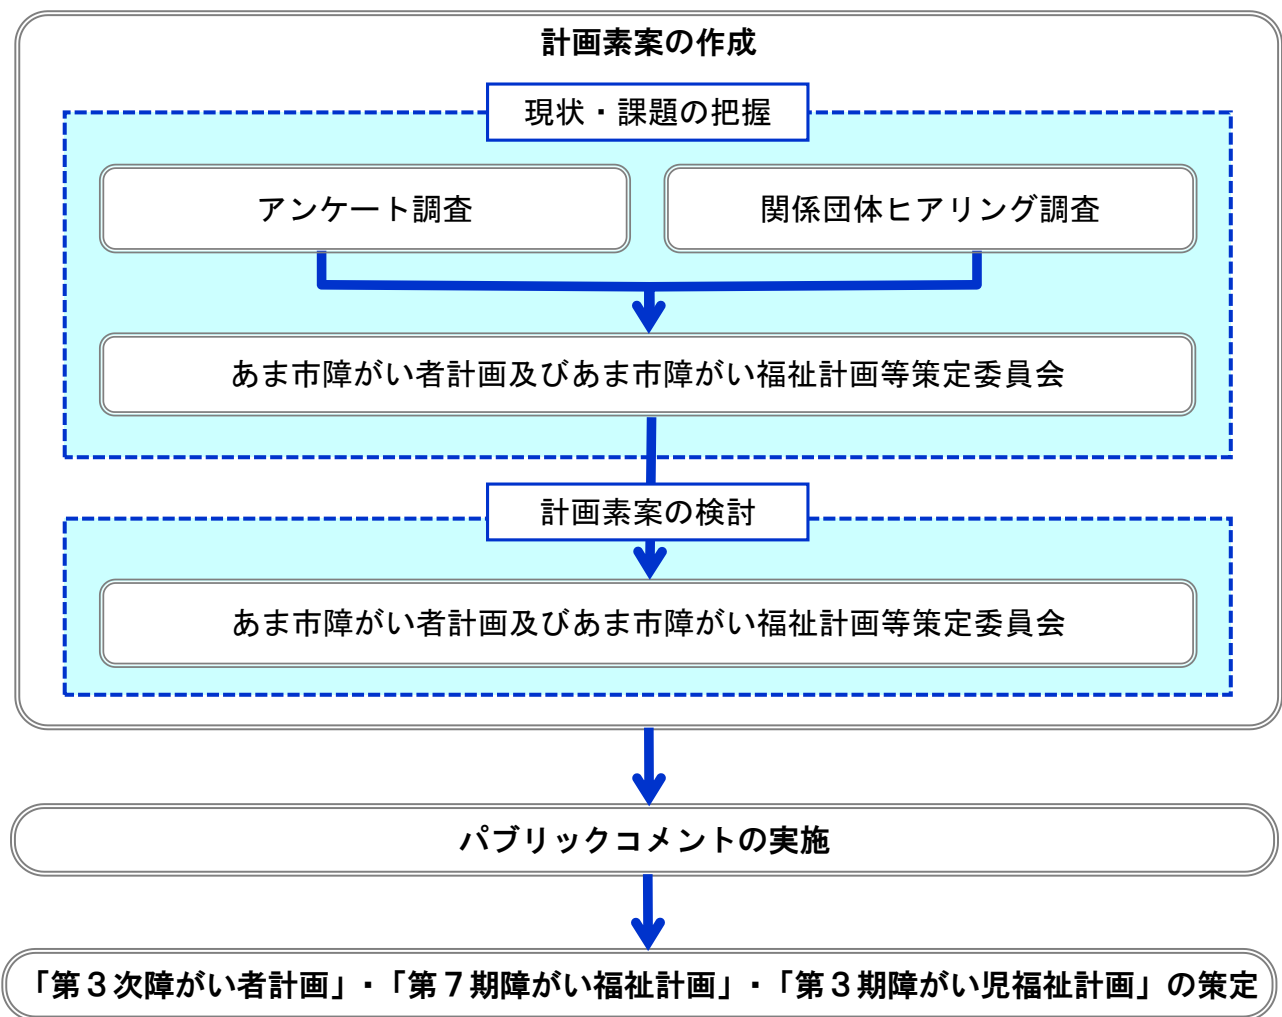 計画素案の作成
現状・課題の把握
アンケート調査
関係団体ヒアリング調査
あま市障がい者計画及びあま市障がい福祉計画等策定委員会
計画素案の検討
あま市障がい者計画及びあま市障がい福祉計画等策定委員会
パブリックコメントの実施
「第３次障がい者計画」・「第７期障がい福祉計画」・「第３期障がい児福祉計画」の策定